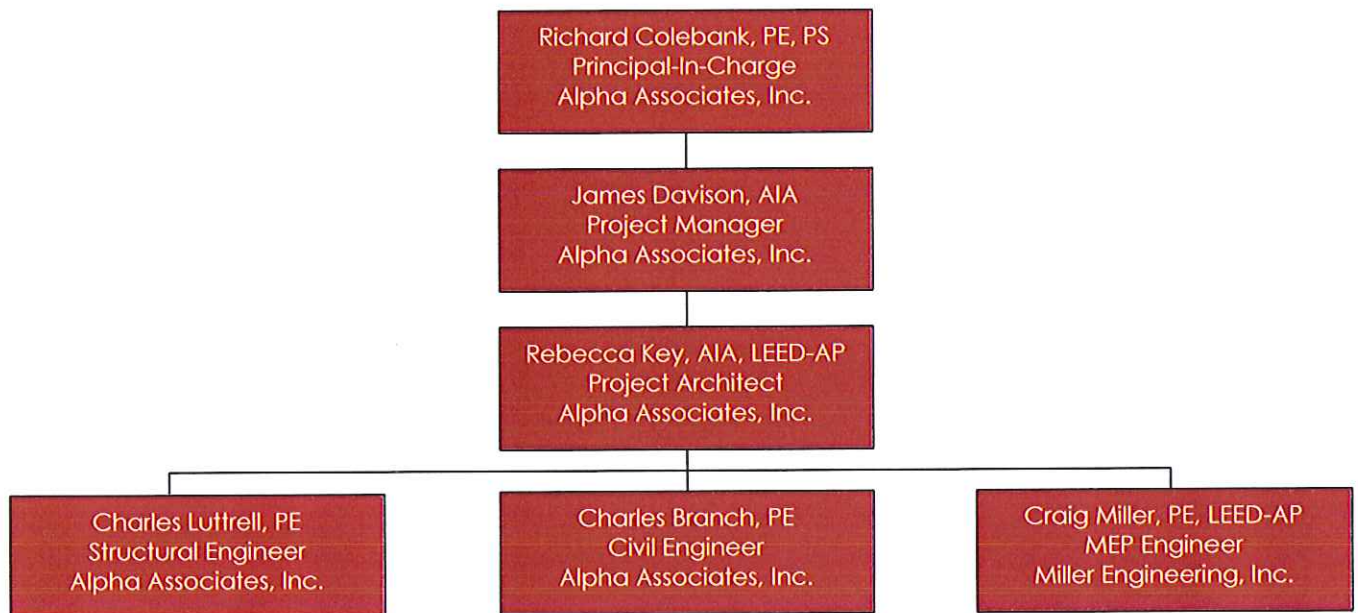 Richard Colebank, PE, PS
Principal-In-Charge
Alpha Associates, Inc.
James Davison, AIA
Project Manager
Alpha Associates, Inc.
Rebecca Key, AIA, LEED-AP
Project Architect
Alpha Associates, Inc.
Charles Luttrell, PE
Structural Engineer
Alpha Associates, Inc.
Charles Branch, PE
Civil Engineer
Alpha Associates, Inc.
Craig Miller, PE, LEED-AP
MEP Engineer
Miller Engineering, Inc.